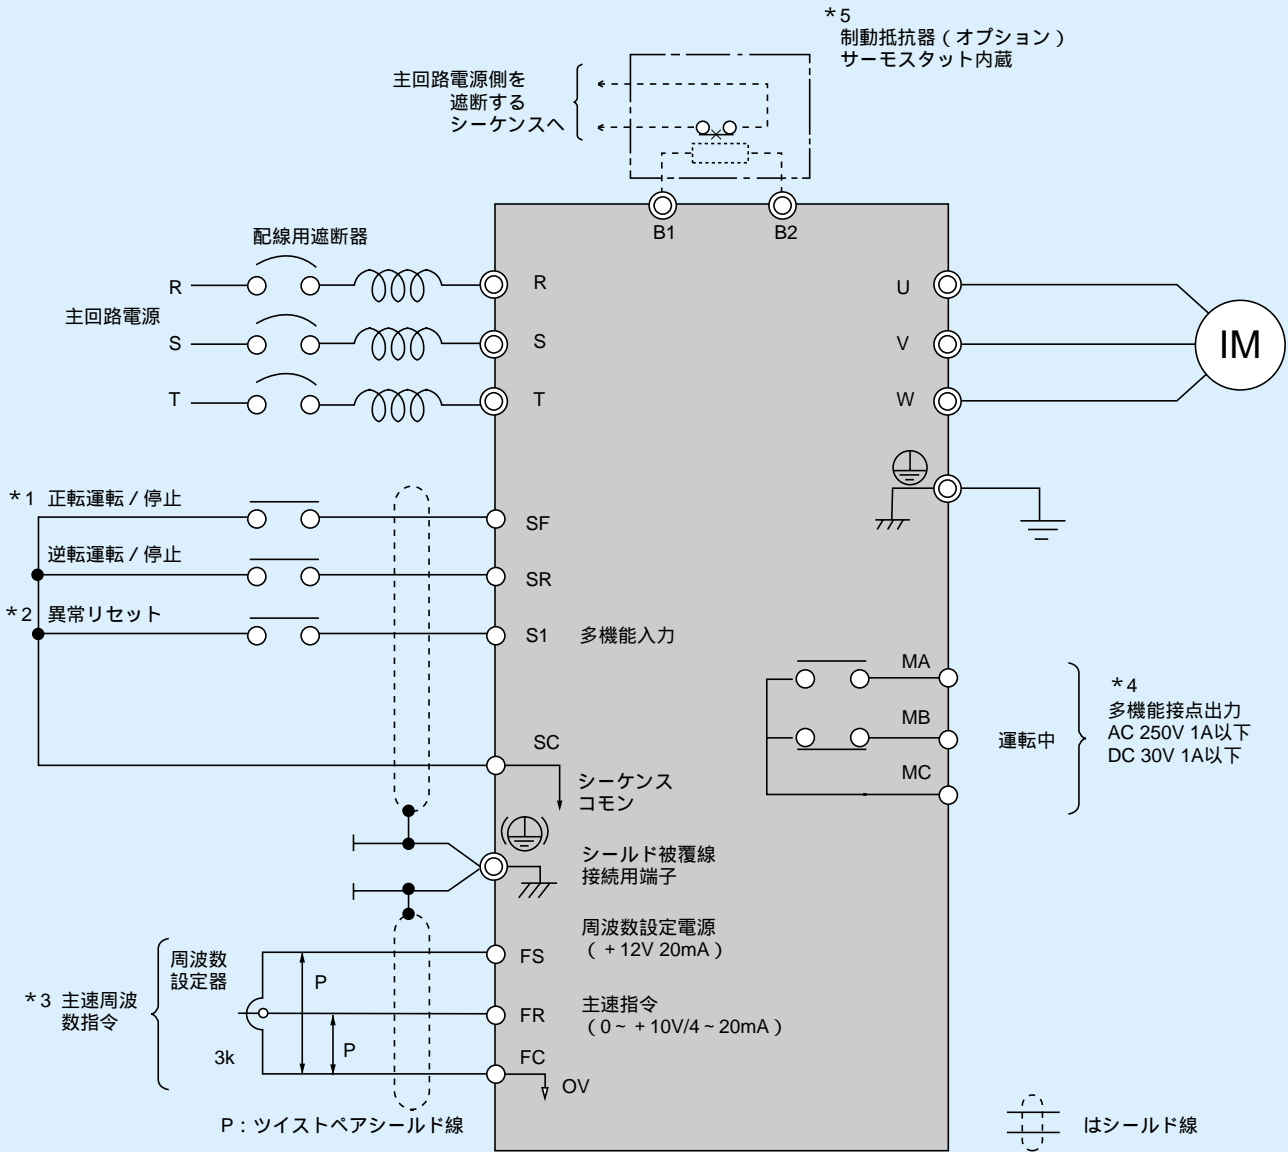 *5
制動抵抗器(オプション)
サーモスタット内蔵
主回路電源側を
遮断する
シーケンスへ
B1
B2
配線用遮断器
R
R
U
主回路電源
S
S
V
IM
T
T
W
*1 正転運転/停止
SF
逆転運転/停止
SR
*2 異常リセット
S1 多機能入力
MA
MB
MC
運転中
*4
多機能接点出力
AC 250V 1A以下
DC 30V 1A以下
SC
シーケンス
コモン
シールド被覆線
接続用端子
周波数設定電源
(+12V 20mA)
FS
周波数
設定器
P
*3 主速周波
数指令
FR
主速指令
(0~+10V/4~20mA)
3k
P
FC
OV
P:ツイストペアシールド線
はシールド線